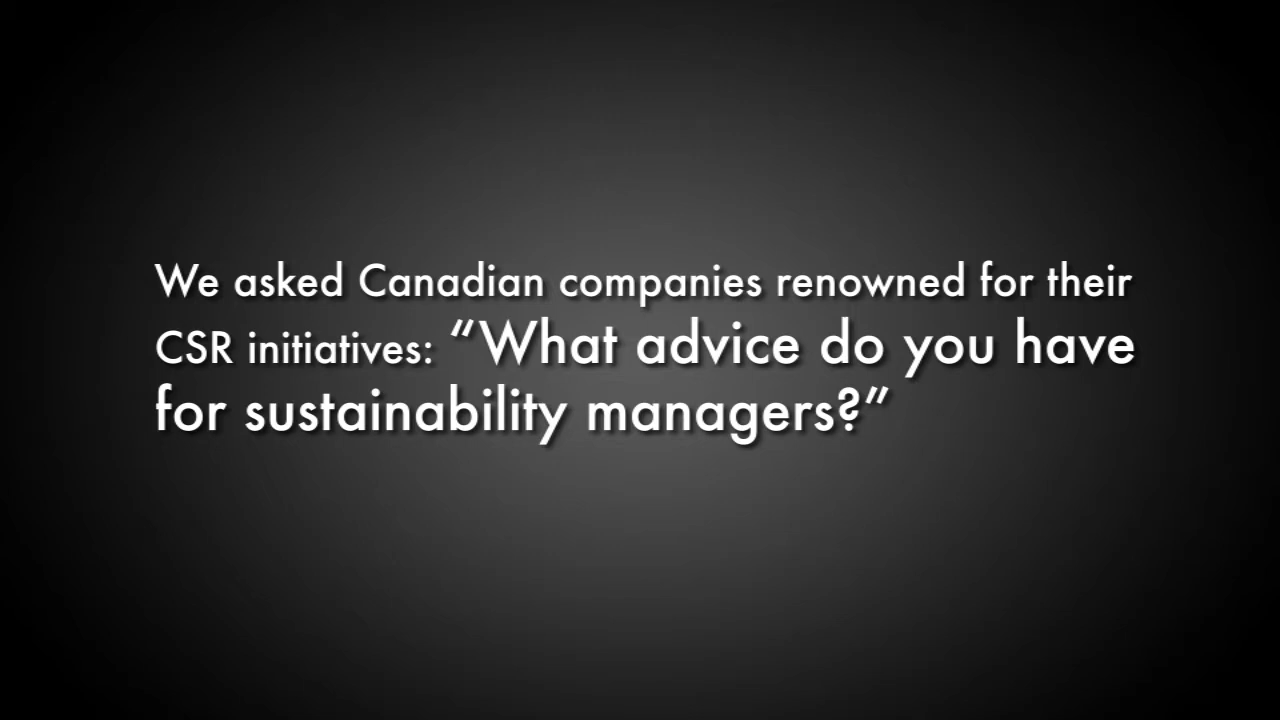 We asked Canadian companies renowned for their
CSR initiatives: “What advice do you have
for sustainability managers?”